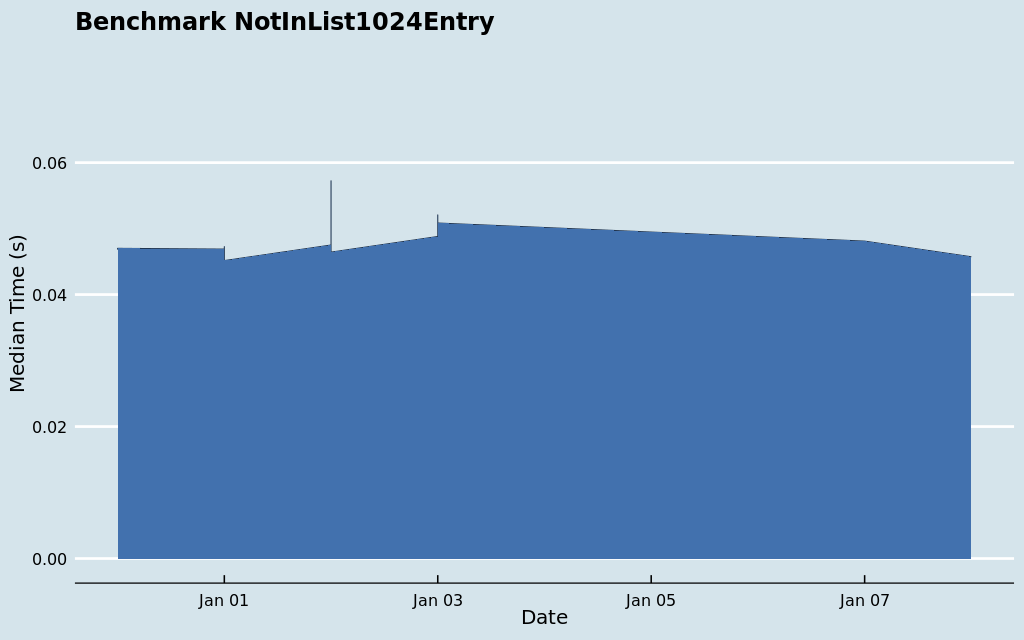 Benchmark NotInList1024Entry
0.06
0.04
0.02
0.00
Median Time (s)
Jan 01 Jan 03 Jan 05 Jan 07
Date